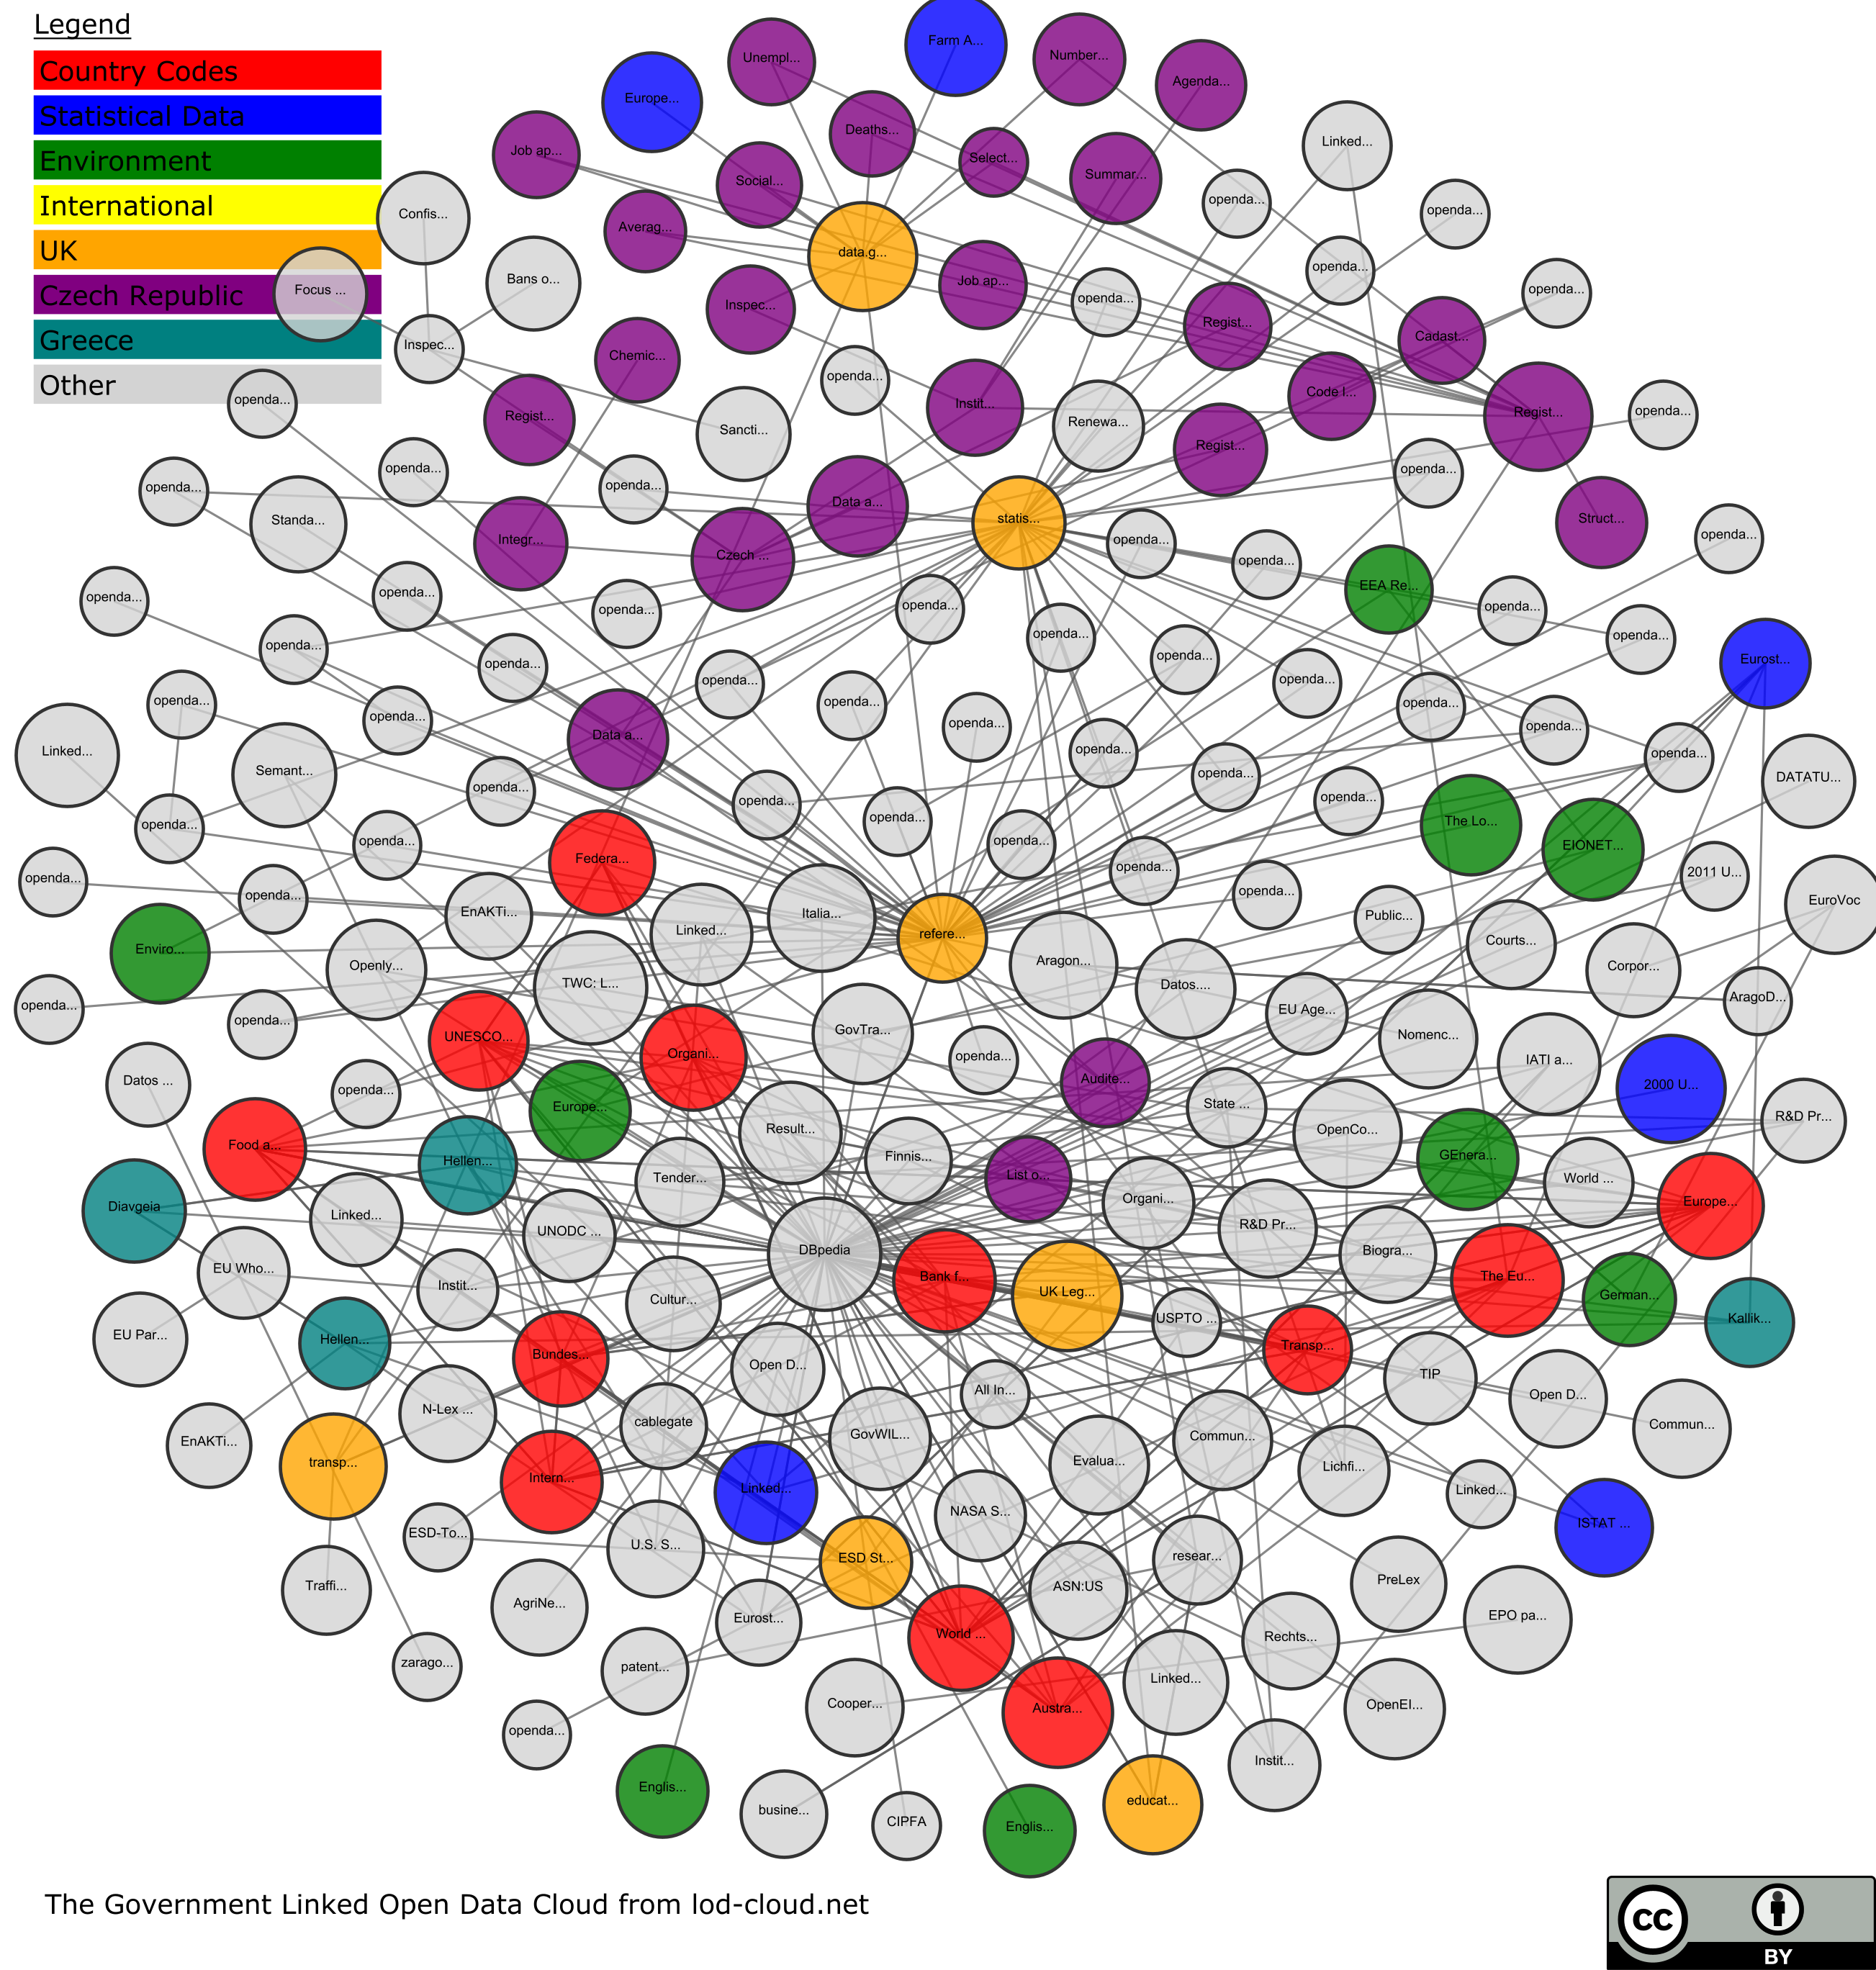 Legend
Country Codes
Statistical Data
Environment
International
UK
Czech Republic
Greece
Other
Farm A...
Unempl...
Number...
Agenda...
Europe...
Deaths...
Linked...
Job ap...
Select...
Summar...
Social...
openda...
openda...
Confis...
Averag...
data.g...
openda...
Bans o...
Job ap...
Focus ...
openda...
openda...
Inspec...
Regist...
Cadast...
Inspec...
Chemic...
openda...
Code l...
openda...
Instit...
Regist...
openda...
Regist...
Renewa...
Sancti...
Regist...
openda...
openda...
openda...
openda...
Data a...
Standa...
statis...
Struct...
Integr...
Czech ...
openda...
openda...
openda...
EEA Re...
openda...
openda...
openda...
openda...
openda...
openda...
openda...
openda...
openda...
openda...
Eurost...
openda...
openda...
openda...
openda...
openda...
openda...
openda...
openda...
Data a...
openda...
openda...
Linked...
openda...
openda...
Semant...
openda...
DATATU...
openda...
openda...
openda...
openda...
openda...
The Lo...
openda...
openda...
EIONET...
Federa...
openda...
2011 U...
openda...
openda...
openda...
EuroVoc
EnAKTi...
Italia...
Public...
Linked...
refere...
Courts...
Enviro...
Aragon...
Openly...
Corpor...
TWC: L...
Datos....
AragoD...
openda...
EU Age...
openda...
GovTra...
UNESCO...
Nomenc...
Organi...
openda...
IATI a...
Datos ...
Audite...
2000 U...
openda...
Europe...
State ...
R&D Pr...
Result...
OpenCo...
Food a...
Hellen...
Finnis...
GEnera...
Tender...
List o...
World ...
Organi...
Europe...
Diavgeia
Linked...
R&D Pr...
UNODC ...
DBpedia
Biogra...
EU Who...
Bank f...
The Eu...
Instit...
UK Leg...
German...
Cultur...
USPTO ...
Kallik...
EU Par...
Hellen...
Transp...
Bundes...
Open D...
TIP
All In...
Open D...
N-Lex ...
cablegate
Commun...
EnAKTi...
GovWIL...
Commun...
transp...
Evalua...
Lichfi...
Intern...
Linked...
Linked...
NASA S...
ISTAT ...
ESD-To...
U.S. S...
ESD St...
resear...
PreLex
Traffi...
ASN:US
AgriNe...
EPO pa...
Eurost...
World ...
Rechts...
zarago...
patent...
Linked...
Cooper...
Austra...
OpenEI...
openda...
Instit...
Englis...
educat...
busine...
CIPFA
Englis...
The Government Linked Open Data Cloud from lod-cloud.net
cc
BY